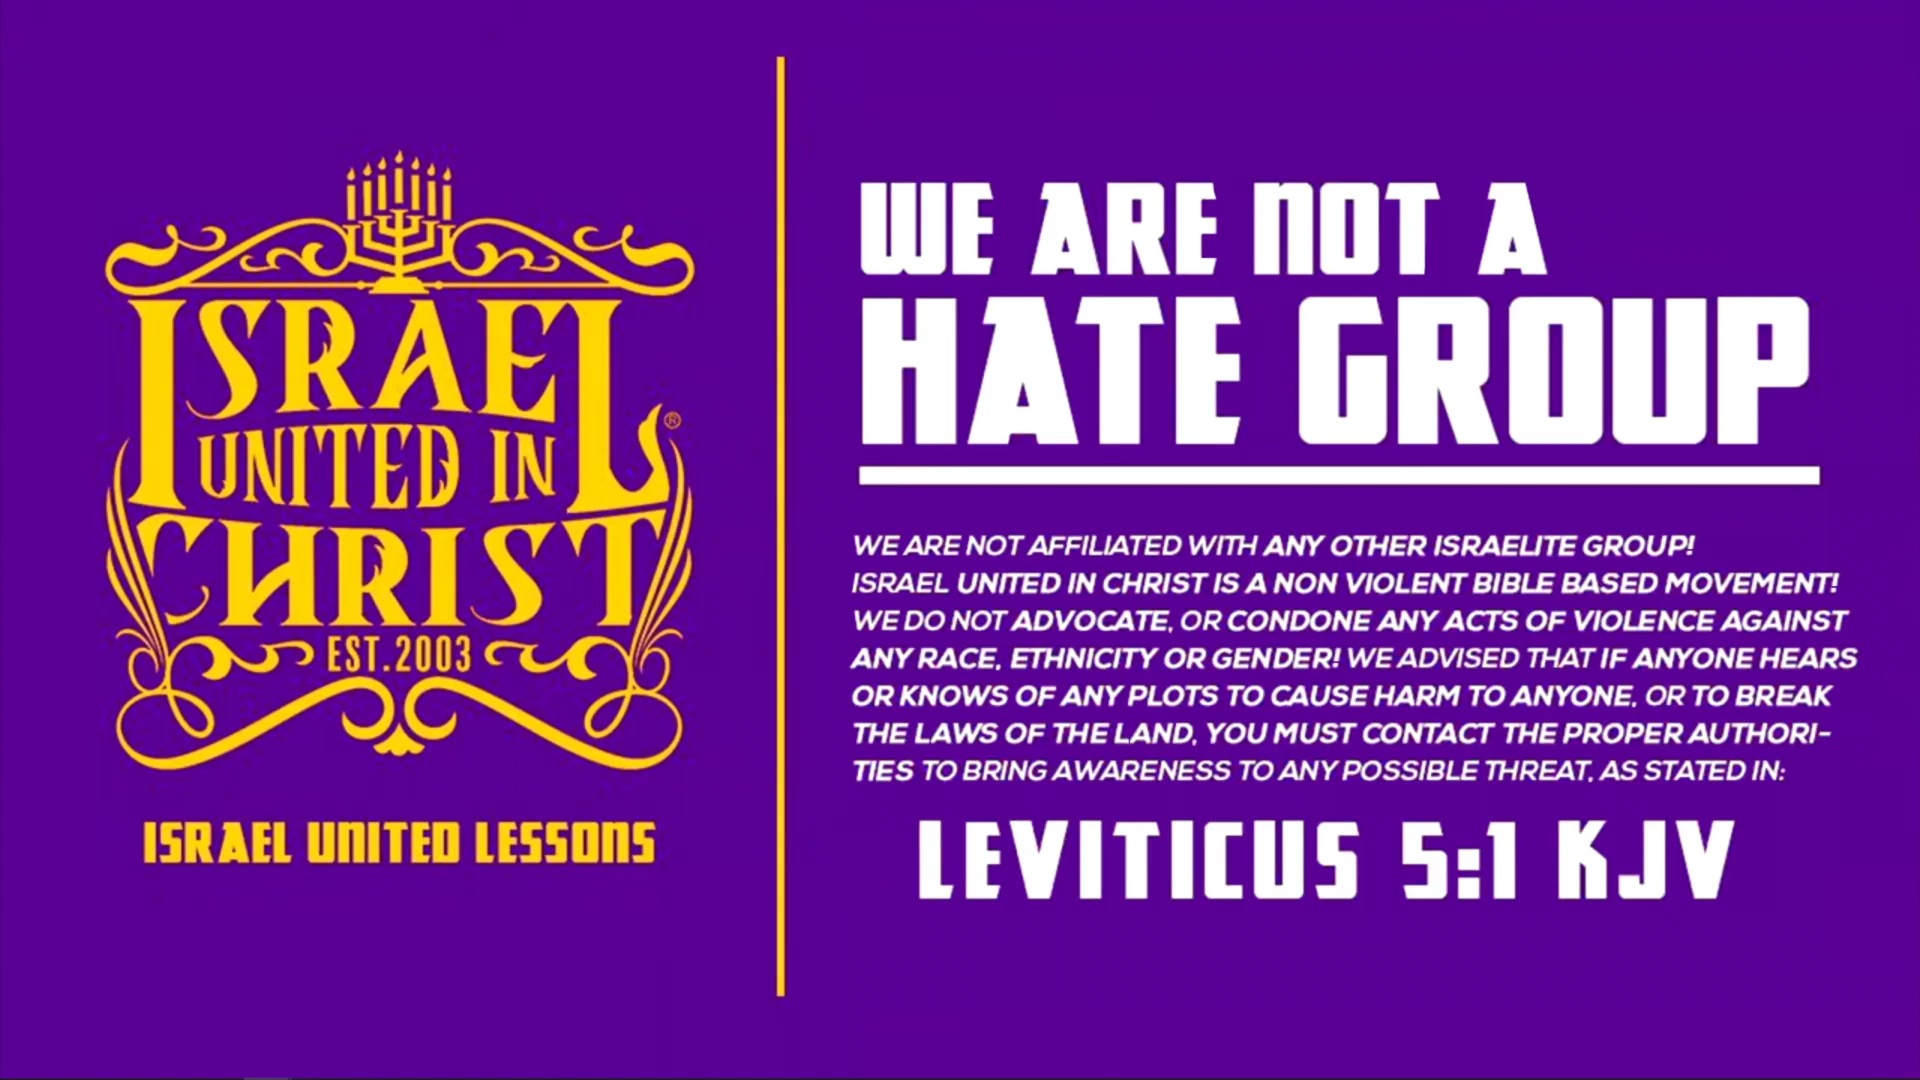 ISRAEL
UNITED IN
CHRIST
®
EST.2003
ISRAEL UNITED LESSONS
WE ARE NOT A
HATE GROUP
WE ARE NOT AFFILIATED WITH ANY OTHER ISRAELITE GROUP!
ISRAEL UNITED IN CHRIST IS A NON VIOLENT BIBLE BASED MOVEMENT!
WE DO NOT ADVOCATE, OR CONDONE ANY ACTS OF VIOLENCE AGAINST
ANY RACE, ETHNICITY OR GENDER! WE ADVISED THAT IF ANYONE HEARS
OR KNOWS OF ANY PLOTS TO CAUSE HARM TO ANYONE, OR TO BREAK
THE LAWS OF THE LAND, YOU MUST CONTACT THE PROPER AUTHORI-
TIES TO BRING AWARENESS TO ANY POSSIBLE THREAT, AS STATED IN:
LEVITICUS 5:1 KJV